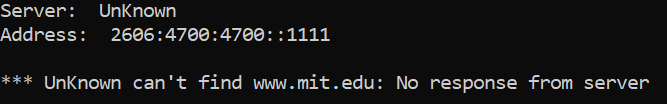 Server:  UnKnown
Address:  2606:4700:4700::1111
*** UnKnown can't find www.mit.edu: No response from server